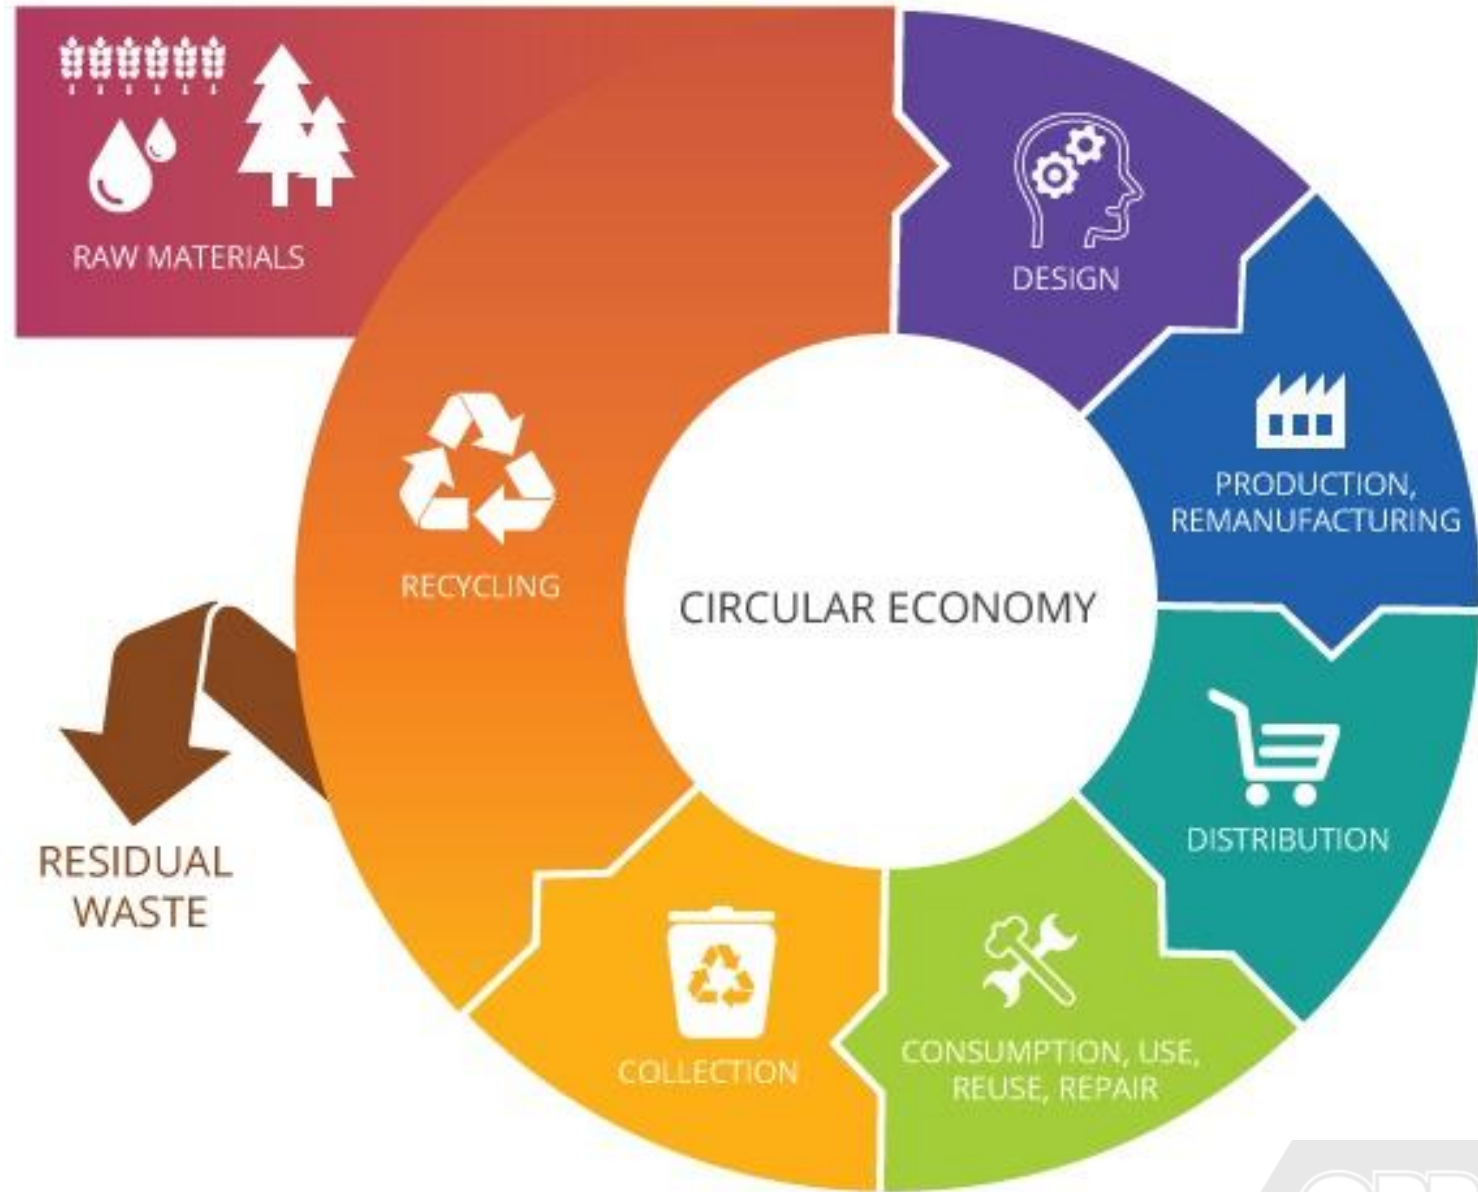 RAW MATERIALS
DESIGN
PRODUCTION,
REMANUFACTURING
RECYCLING
CIRCULAR ECONOMY
DISTRIBUTION
RESIDUAL
WASTE
CONSUMPTION, USE,
REUSE, REPAIR
COLLECTION